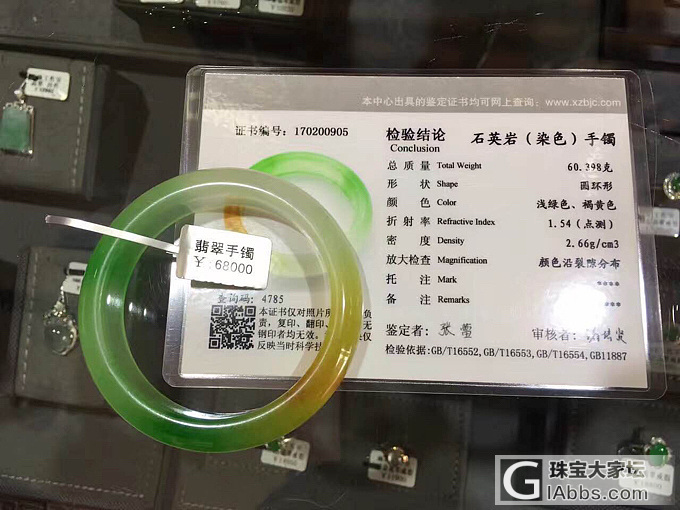 本中心出具的鉴定证书均可网上查询: www.xzbjc.com
证书编号: 170200905
检验结论 石英岩(染色)手镯
Conclusion
总质量 Total Weight 60.398克
形状 Shape 圆环形
颜色 Color 浅绿色、褐黄色
折射率 Refractive Index 1.54(点测)
密度 Density 2.66g/cm3
放大检查 Magnification 颜色沿裂隙分布
托注 Mark ****
备注 Remarks ****
鉴定者: 张蕾 审核者:
检验依据:GB/T16552,GB/T16553,GB/T16554,GB11887
翡翠手镯
¥168000
查询码: 4785
本证书仅对照片所 负
责,复印、翻印、 无
钢印者均无效。
反映当时科学技
珠宝大家坛
GIAbbs.com